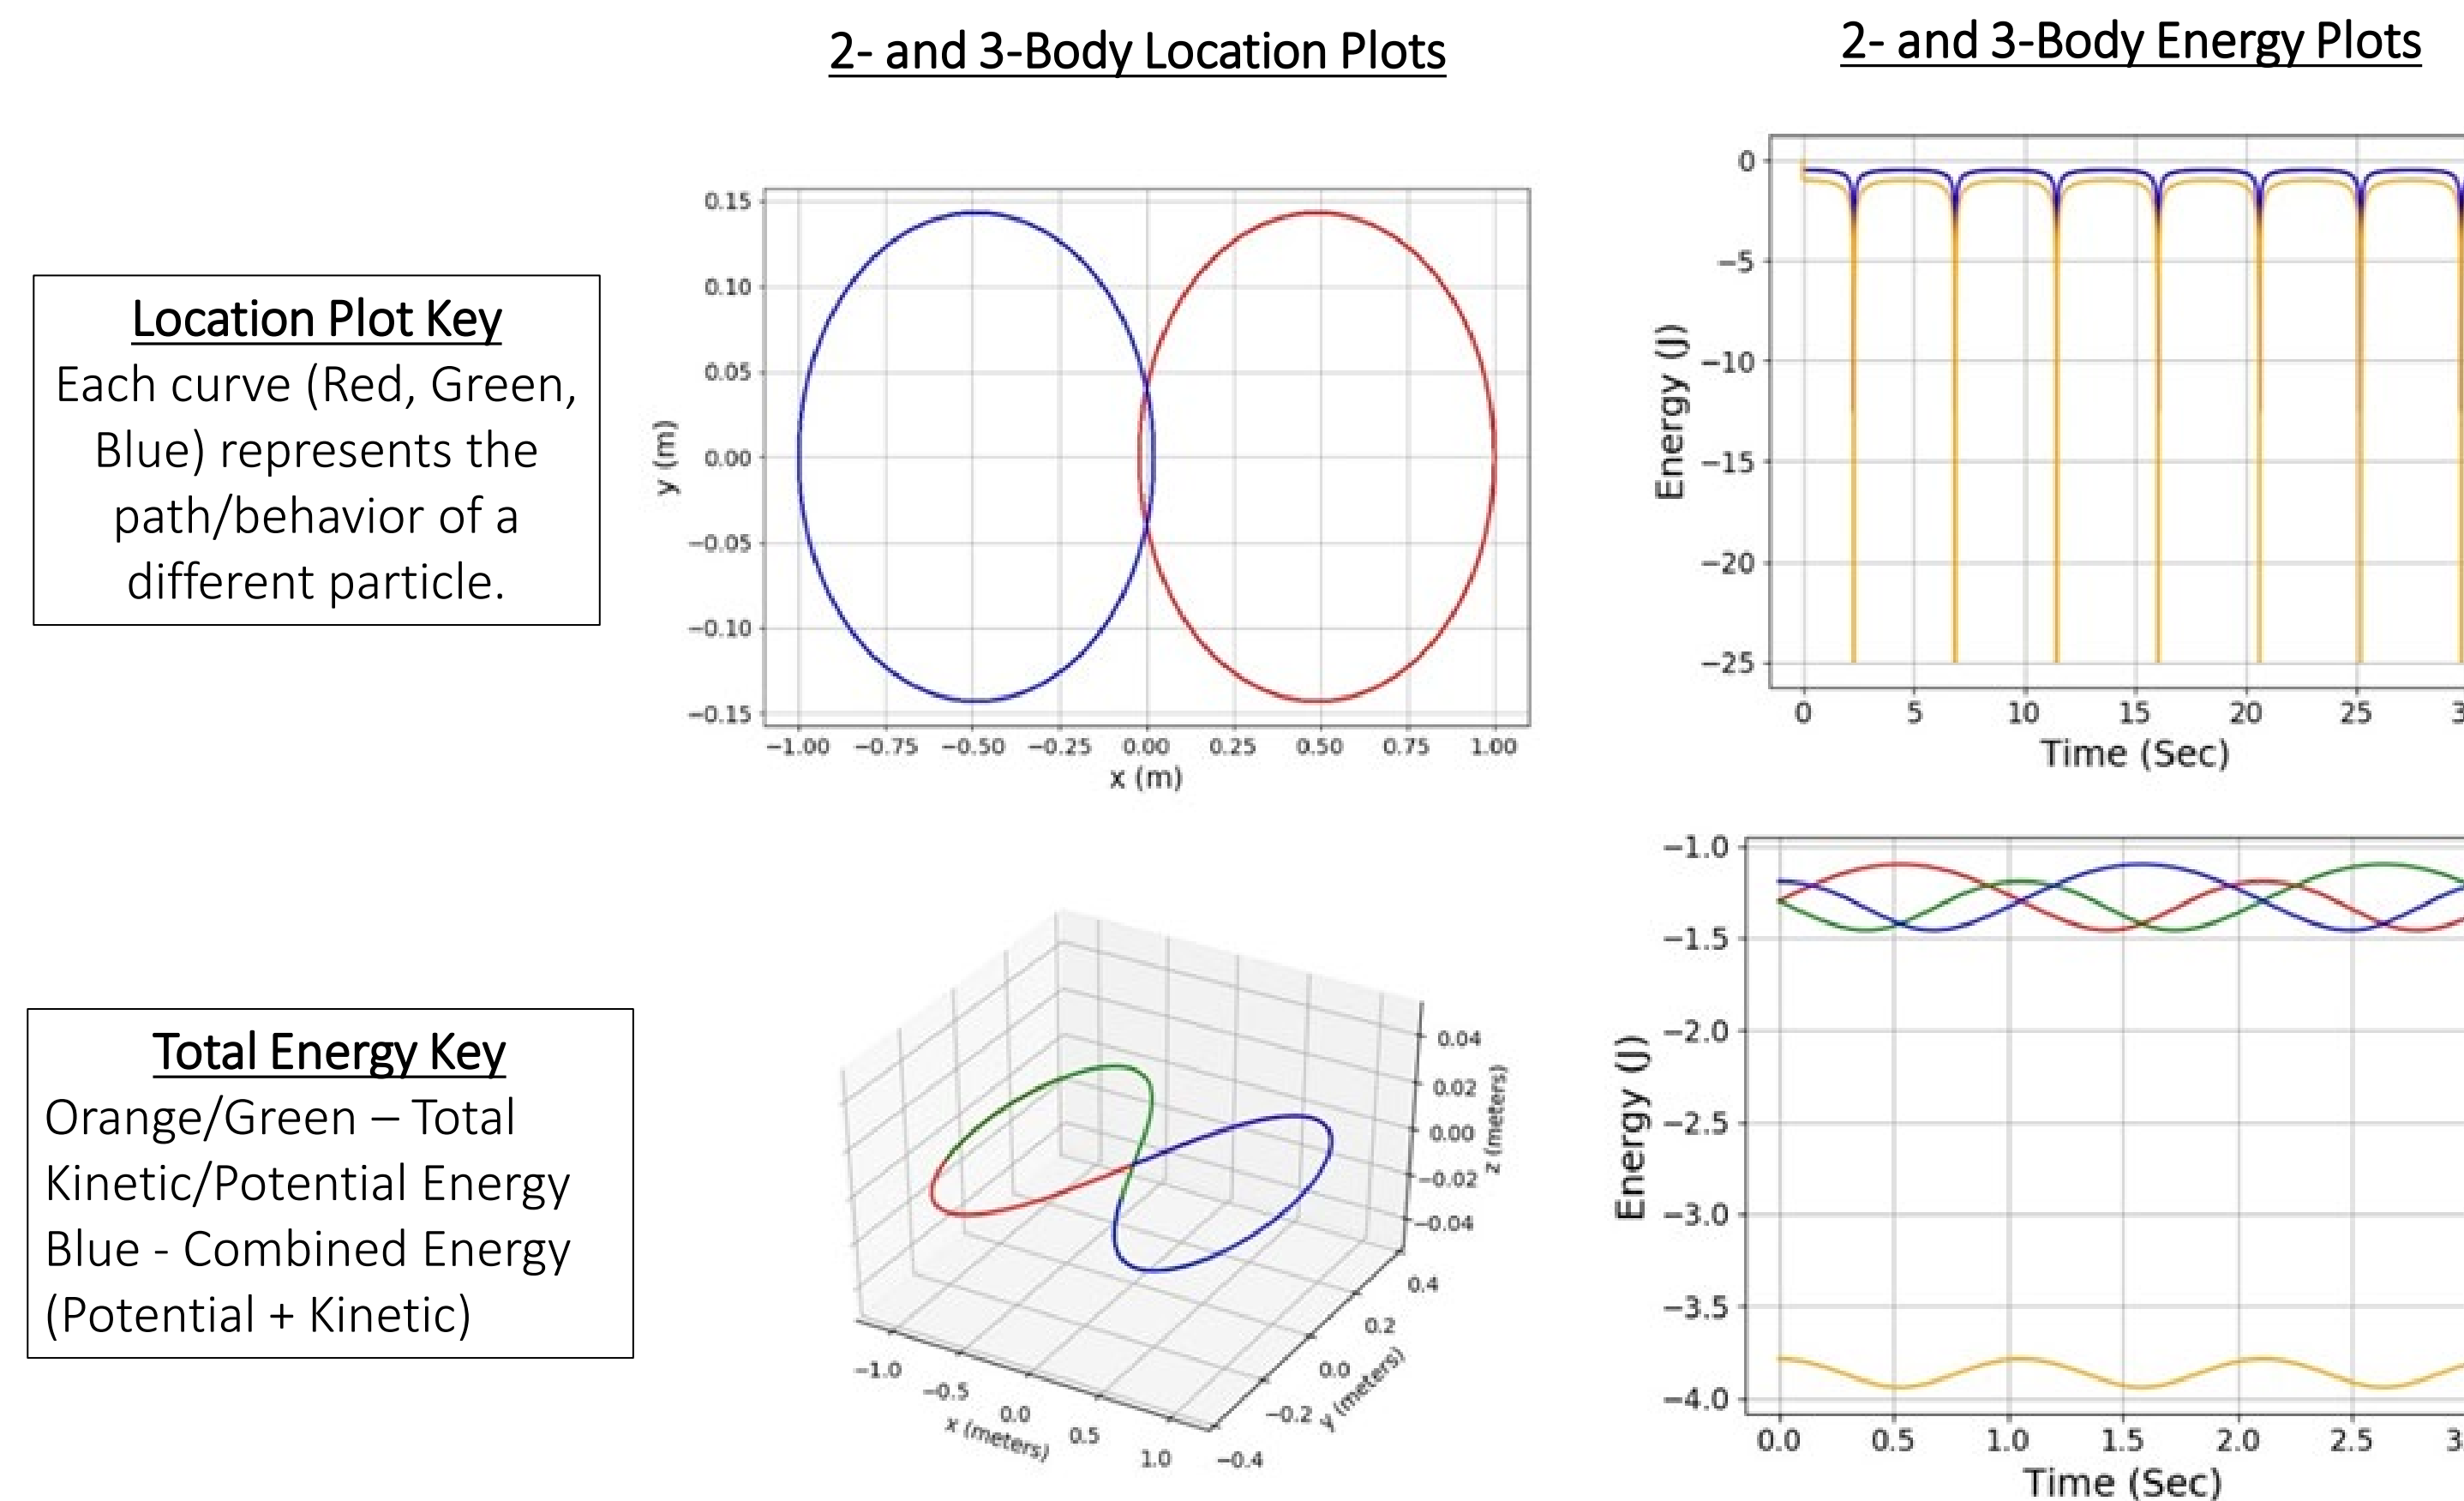 2- and 3-Body Location Plots
2- and 3-Body Energy Plots
Location Plot Key
Each curve (Red, Green,
Blue) represents the
path/behavior of a
different particle.
0.15
0.10
0.05
0.00
−0.05
−0.10
−0.15
y (m)
−1.00 −0.75 −0.50 −0.25 0.00 0.25 0.50 0.75 1.00
x (m)
0
−5
−10
−15
−20
−25
Energy (J)
0 5 10 15 20 25
Time (Sec)
Total Energy Key
Orange/Green – Total
Kinetic/Potential Energy
Blue - Combined Energy
(Potential + Kinetic)
0.04
0.02
0.00
−0.02
−0.04
z (meters)
0.4
0.2
0.0
−0.2
−0.4
y (meters)
−1.0
−0.5
0.0
0.5
1.0
x (meters)
−1.0
−1.5
−2.0
−2.5
−3.0
−3.5
−4.0
Energy (J)
0.0 0.5 1.0 1.5 2.0 2.5
Time (Sec)